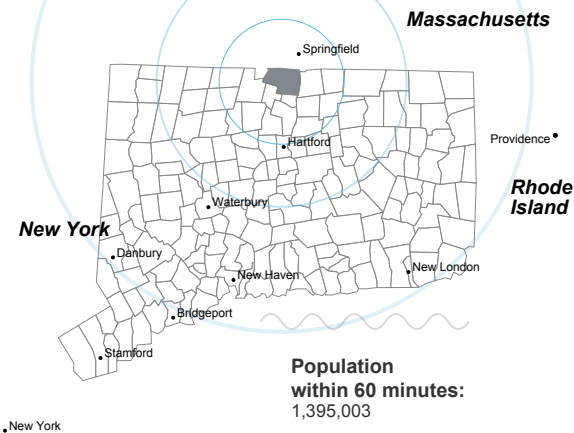 Massachusetts
Springfield
Hartford
Providence
Rhode
Island
Waterbury
New York
Danbury
New Haven
New London
Bridgeport
Stamford
Population
within 60 minutes:
1,395,003
New York